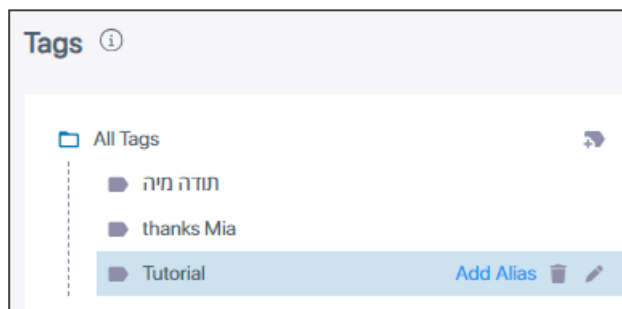 Tags
All Tags
תודה מיה
thanks Mia
Tutorial Add Alias